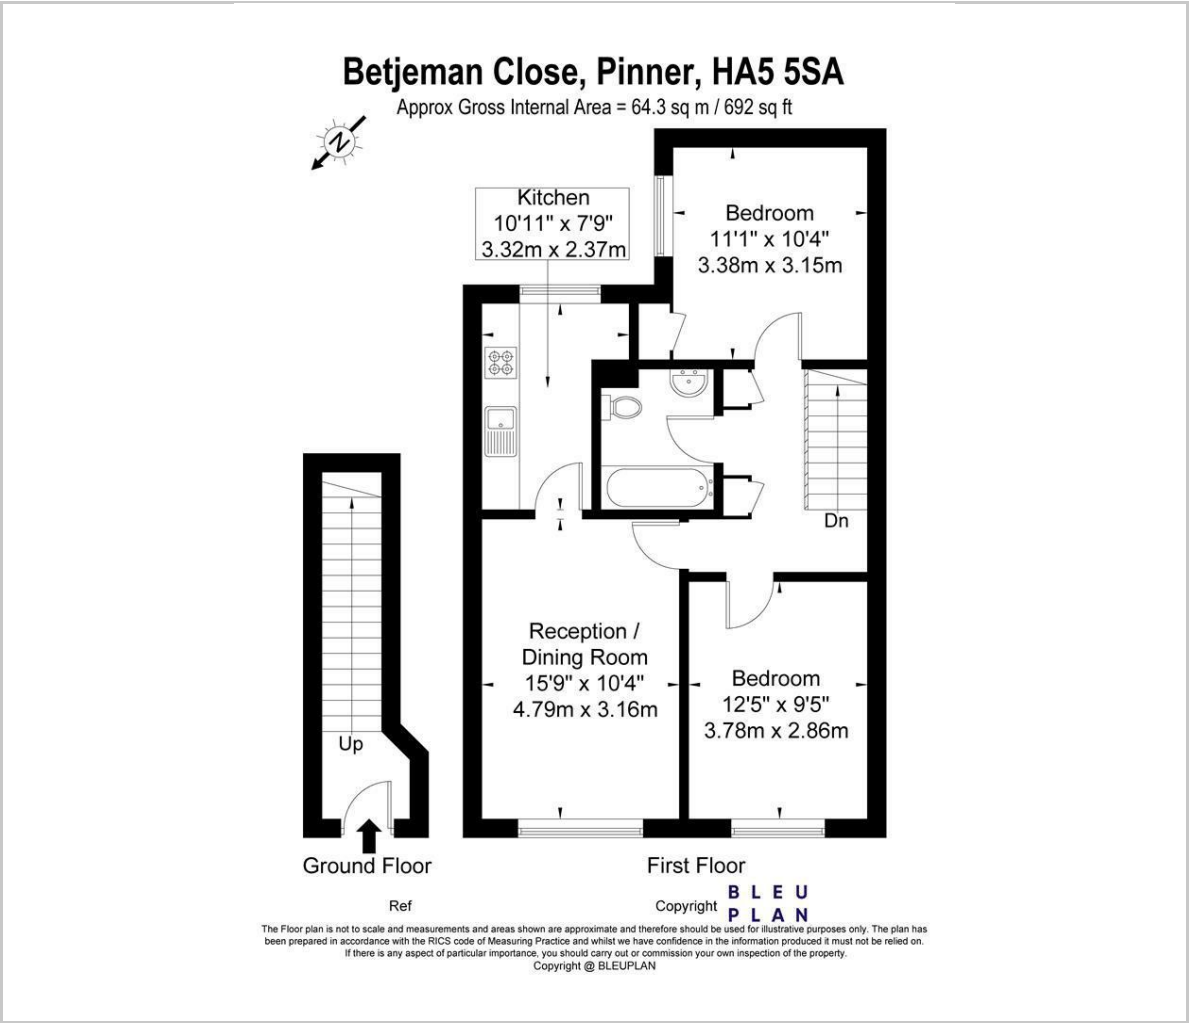 Betjeman Close, Pinner, HA5 5SA
Approx Gross Internal Area = 64.3 sq m / 692 sq ft
N
Kitchen
10'11" x 7'9"
3.32m x 2.37m
Bedroom
11'1" x 10'4"
3.38m x 3.15m
Dn
Reception /
Dining Room
15'9" x 10'4"
4.79m x 3.16m
Bedroom
12'5" x 9'5"
3.78m x 2.86m
Up
Ground Floor
First Floor
Ref
Copyright
BLEU
PLAN
The Floor plan is not to scale and measurements and areas shown are approximate and therefore should be used for illustrative purposes only. The plan has
been prepared in accordance with the RICS code of Measuring Practice and whilst we have confidence in the information produced it must not be relied on.
If there is any aspect of particular importance, you should carry out or commission your own inspection of the property.
Copyright @ BLEUPLAN